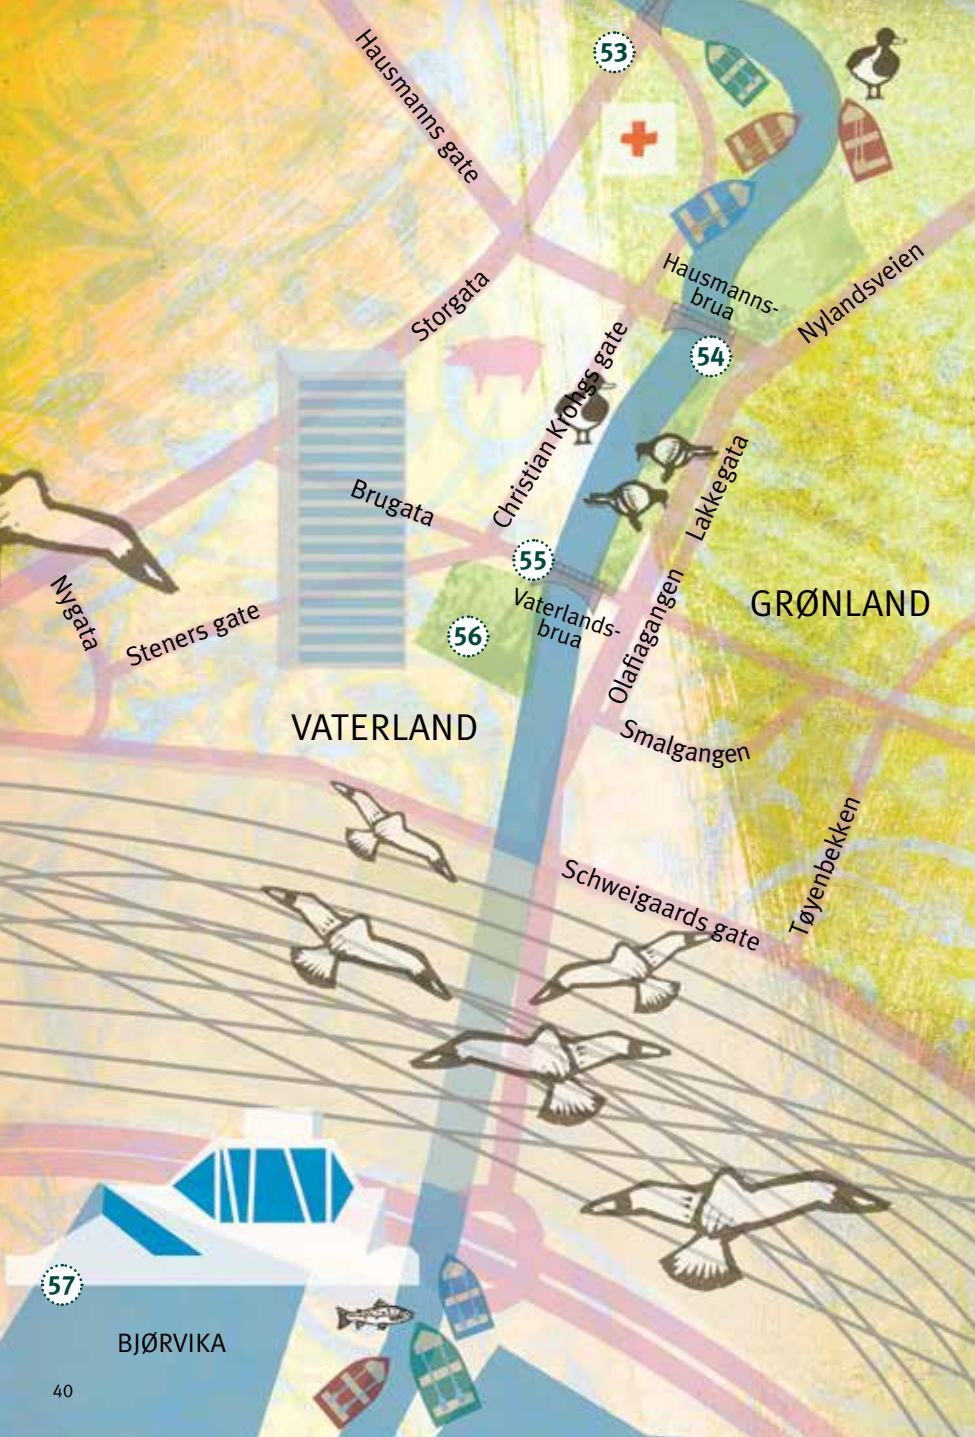 53
Hausmanns gate
Hausmanns-
brua
Nylandsveien
Storgata
54
Christian Krohgs gate
Lakkegata
Brugata
55
Nygata
Vaterlands-
brua
GRØNLAND
Steners gate
56
Olafiagangen
VATERLAND
Smalgangen
Tøyenbekken
Schweigaards gate
57
BJØRVIKA
40